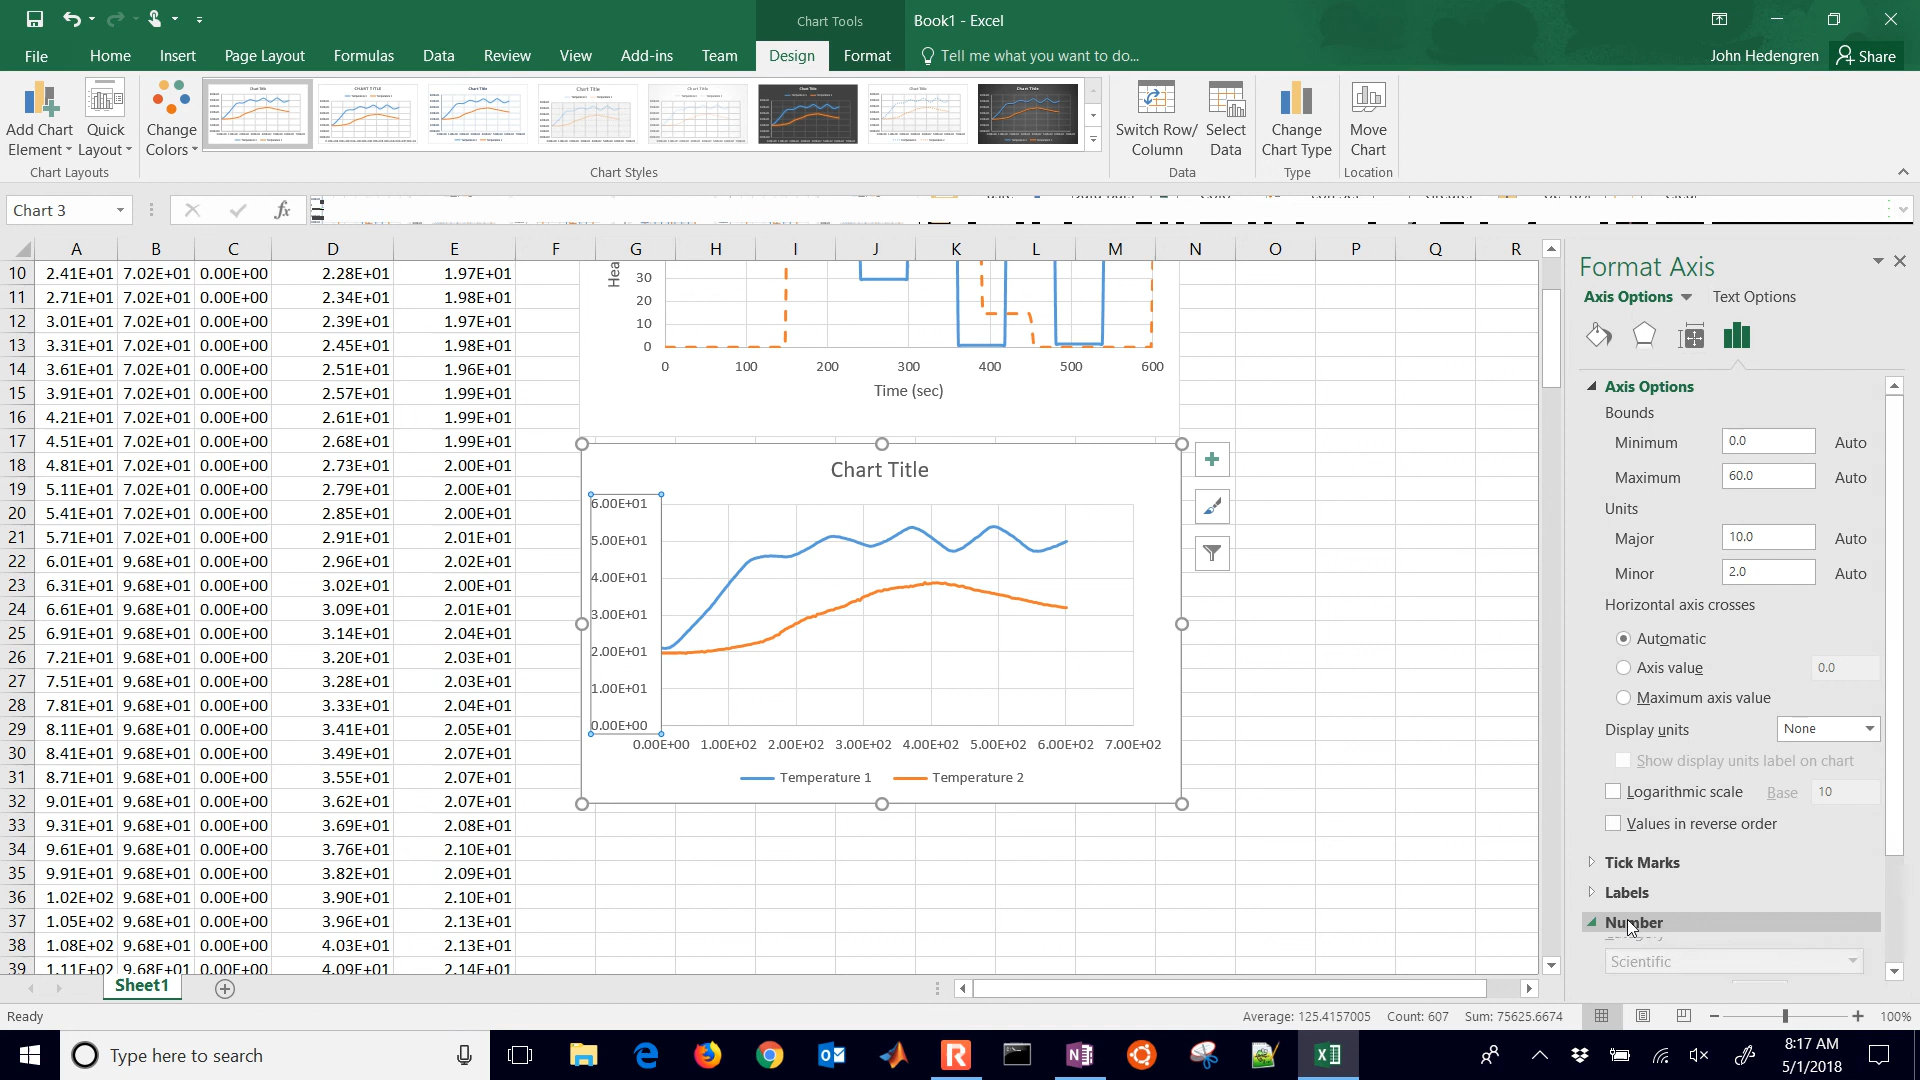 Chart Tools
Book1 - Excel
File Home Insert Page Layout Formulas Data Review View Add-ins Team Design Format Tell me what you want to do...
John Hedengren Share
Add Chart Element
Quick Layout
Chart Layouts
Change Colors
Chart Styles
Switch Row/ Column
Select Data
Data
Change Chart Type
Type
Move Chart
Location
Chart 3
fx
A B C D E F G H I J K L M N O P Q R
10 2.41E+01 7.02E+01 0.00E+00 2.28E+01 1.97E+01
11 2.71E+01 7.02E+01 0.00E+00 2.34E+01 1.98E+01
12 3.01E+01 7.02E+01 0.00E+00 2.39E+01 1.97E+01
13 3.31E+01 7.02E+01 0.00E+00 2.45E+01 1.98E+01
14 3.61E+01 7.02E+01 0.00E+00 2.51E+01 1.96E+01
15 3.91E+01 7.02E+01 0.00E+00 2.57E+01 1.99E+01
16 4.21E+01 7.02E+01 0.00E+00 2.61E+01 1.99E+01
17 4.51E+01 7.02E+01 0.00E+00 2.68E+01 1.99E+01
18 4.81E+01 7.02E+01 0.00E+00 2.73E+01 2.00E+01
19 5.11E+01 7.02E+01 0.00E+00 2.79E+01 2.00E+01
20 5.41E+01 7.02E+01 0.00E+00 2.85E+01 2.00E+01
21 5.71E+01 7.02E+01 0.00E+00 2.91E+01 2.01E+01
22 6.01E+01 9.68E+01 0.00E+00 2.96E+01 2.02E+01
23 6.31E+01 9.68E+01 0.00E+00 3.02E+01 2.00E+01
24 6.61E+01 9.68E+01 0.00E+00 3.09E+01 2.01E+01
25 6.91E+01 9.68E+01 0.00E+00 3.14E+01 2.04E+01
26 7.21E+01 9.68E+01 0.00E+00 3.20E+01 2.03E+01
27 7.51E+01 9.68E+01 0.00E+00 3.28E+01 2.03E+01
28 7.81E+01 9.68E+01 0.00E+00 3.33E+01 2.04E+01
29 8.11E+01 9.68E+01 0.00E+00 3.41E+01 2.05E+01
30 8.41E+01 9.68E+01 0.00E+00 3.49E+01 2.07E+01
31 8.71E+01 9.68E+01 0.00E+00 3.55E+01 2.07E+01
32 9.01E+01 9.68E+01 0.00E+00 3.62E+01 2.07E+01
33 9.31E+01 9.68E+01 0.00E+00 3.69E+01 2.08E+01
34 9.61E+01 9.68E+01 0.00E+00 3.76E+01 2.10E+01
35 9.91E+01 9.68E+01 0.00E+00 3.82E+01 2.09E+01
36 1.02E+02 9.68E+01 0.00E+00 3.90E+01 2.10E+01
37 1.05E+02 9.68E+01 0.00E+00 3.96E+01 2.13E+01
38 1.08E+02 9.68E+01 0.00E+00 4.03E+01 2.13E+01
39 1.11E+02 9.68E+01 0.00E+00 4.09E+01 2.14E+01
Hea
30
20
10
0
0 100 200 300 400 500 600
Time (sec)
Chart Title
6.00E+01
5.00E+01
4.00E+01
3.00E+01
2.00E+01
1.00E+01
0.00E+00
0.00E+00 1.00E+02 2.00E+02 3.00E+02 4.00E+02 5.00E+02 6.00E+02 7.00E+02
Temperature 1 Temperature 2
Format Axis
Axis Options Text Options
Axis Options
Bounds
Minimum 0.0 Auto
Maximum 60.0 Auto
Units
Major 10.0 Auto
Minor 2.0 Auto
Horizontal axis crosses
Automatic
Axis value 0.0
Maximum axis value
Display units None
Show display units label on chart
Logarithmic scale Base 10
Values in reverse order
Tick Marks
Labels
Number
Scientific
Sheet1
Ready
Average: 125.4157005 Count: 607 Sum: 75625.6674
100%
Type here to search
8:17 AM
5/1/2018